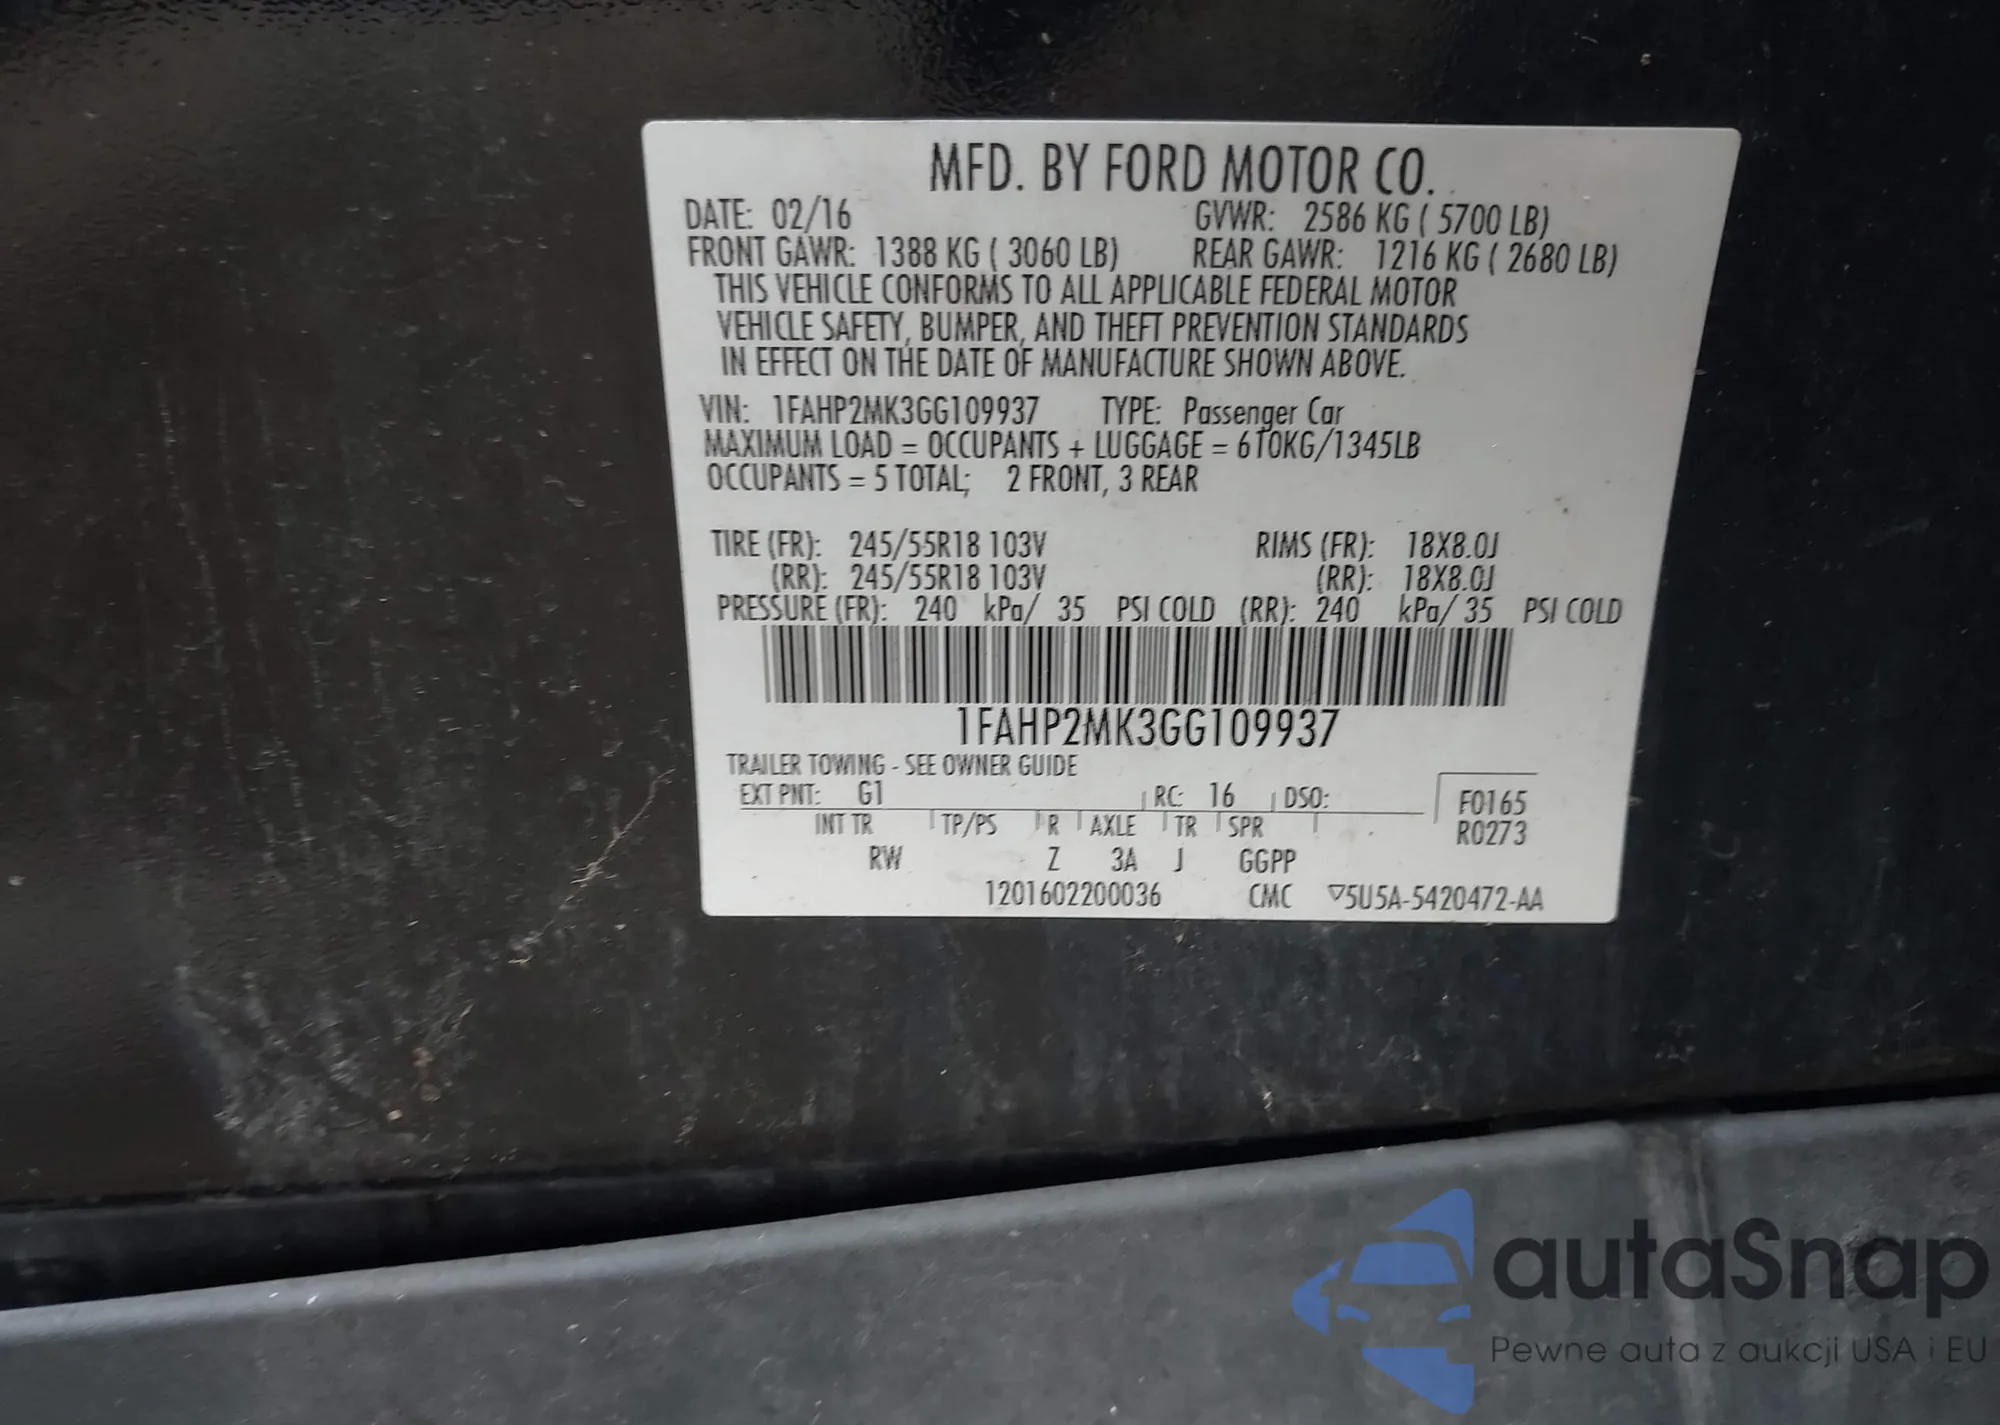 MFD. BY FORD MOTOR CO.
DATE: 02/16 GVWR: 2586 KG ( 5700 LB)
FRONT GAWR: 1388 KG ( 3060 LB) REAR GAWR: 1216 KG ( 2680 LB)
THIS VEHICLE CONFORMS TO ALL APPLICABLE FEDERAL MOTOR
VEHICLE SAFETY, BUMPER, AND THEFT PREVENTION STANDARDS
IN EFFECT ON THE DATE OF MANUFACTURE SHOWN ABOVE.
VIN: 1FAHP2MK3GG109937 TYPE: Passenger Car
MAXIMUM LOAD = OCCUPANTS + LUGGAGE = 610KG/1345LB
OCCUPANTS = 5 TOTAL; 2 FRONT, 3 REAR
TIRE (FR): 245/55R18 103V RIMS (FR): 18X8.0J
(RR): 245/55R18 103V (RR): 18X8.0J
PRESSURE (FR): 240 kPa/ 35 PSI COLD (RR): 240 kPa/ 35 PSI COLD
1FAHP2MK3GG109937
TRAILER TOWING - SEE OWNER GUIDE
EXT PNT: G1 RC: 16 DSO: F0165
INT TR TP/PS R AXLE TR SPR R0273
RW Z 3A J GGPP
1201602200036 CMC ▽5U5A-5420472-AA
autaSnap
Pewne auta z aukcji USA i EU